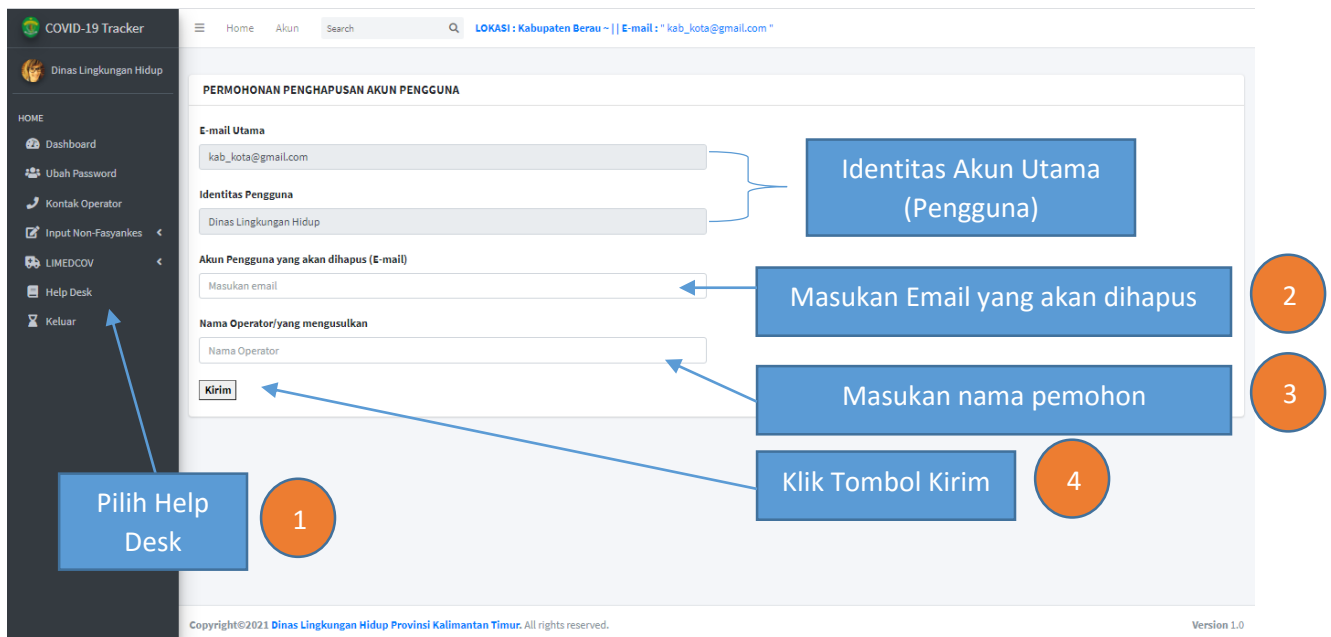 COVID-19 Tracker
Home Akun Search LOKASI : Kabupaten Berau ~ | | E-mail : " kab_kota@gmail.com "
Dinas Lingkungan Hidup
HOME
Dashboard
Ubah Password
Kontak Operator
Input Non-Fasyankes
LIMEDCOV
Help Desk
Keluar
PERMOHONAN PENGHAPUSAN AKUN PENGGUNA
E-mail Utama
kab_kota@gmail.com
Identitas Pengguna
Dinas Lingkungan Hidup
Akun Pengguna yang akan dihapus (E-mail)
Masukan email
Nama Operator/yang mengusulkan
Nama Operator
Kirim
Identitas Akun Utama
(Pengguna)
Masukan Email yang akan dihapus
2
Masukan nama pemohon
3
Klik Tombol Kirim
4
Pilih Help
Desk
1
Copyright©2021 Dinas Lingkungan Hidup Provinsi Kalimantan Timur. All rights reserved.
Version 1.0